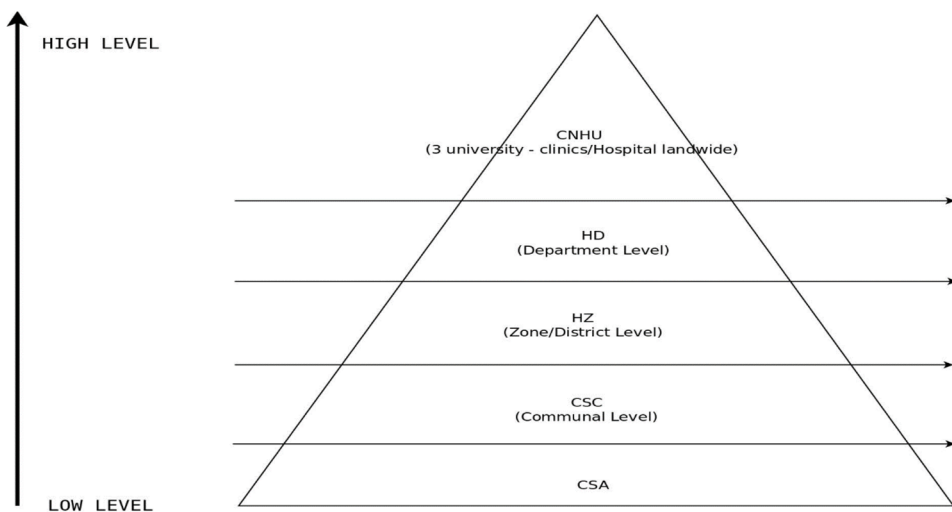 HIGH LEVEL
CNHU
(3 university - clinics/Hospital landwide)
HD
(Department Level)
HZ
(Zone/District Level)
CSC
(Communal Level)
CSA
LOW LEVEL